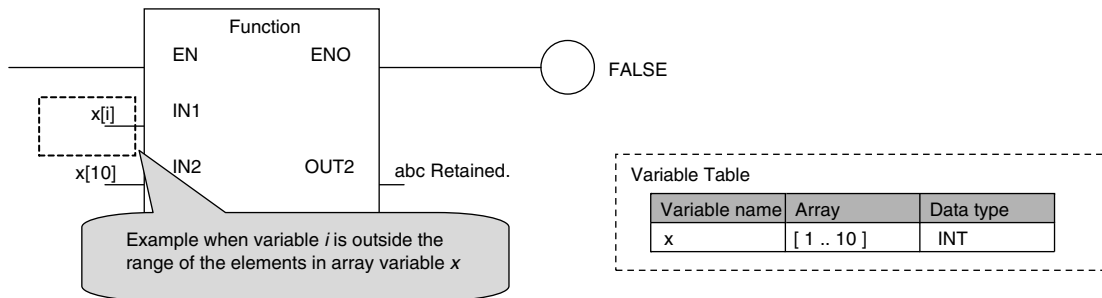 Function
EN ENO
FALSE
x[i] IN1
x[10] IN2 OUT2 abc Retained.
Example when variable i is outside the
range of the elements in array variable x
Variable Table
Variable name Array Data type
x [ 1 .. 10 ] INT